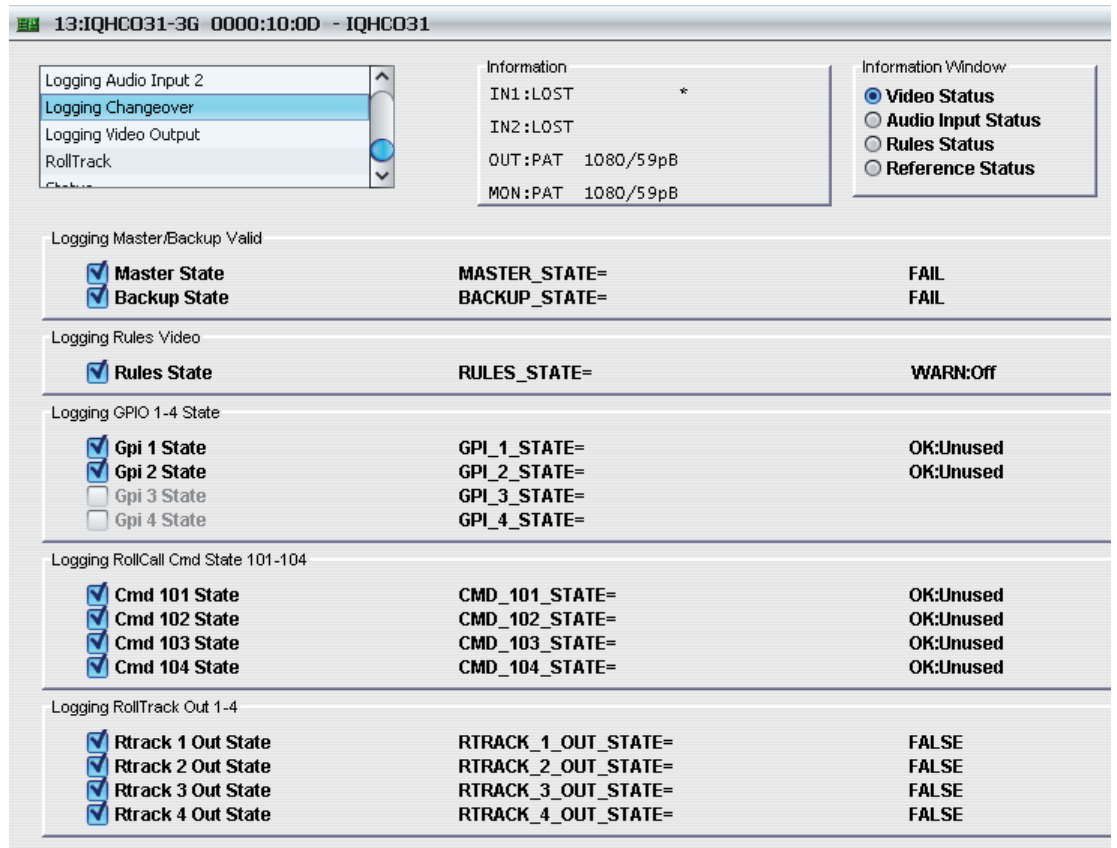 13:IQHCO31-3G 0000:10:0D - IQHCO31
Logging Audio Input 2
Logging Changeover
Logging Video Output
RollTrack
Status
Information
IN1:LOST *
IN2:LOST
OUT:PAT 1080/59pB
MON:PAT 1080/59pB
Information Window
Video Status
Audio Input Status
Rules Status
Reference Status
Logging Master/Backup Valid
Master State MASTER_STATE= FAIL
Backup State BACKUP_STATE= FAIL
Logging Rules Video
Rules State RULES_STATE= WARN:Off
Logging GPIO 1-4 State
Gpi 1 State GPI_1_STATE= OK:Unused
Gpi 2 State GPI_2_STATE= OK:Unused
Gpi 3 State GPI_3_STATE=
Gpi 4 State GPI_4_STATE=
Logging RollCall Cmd State 101-104
Cmd 101 State CMD_101_STATE= OK:Unused
Cmd 102 State CMD_102_STATE= OK:Unused
Cmd 103 State CMD_103_STATE= OK:Unused
Cmd 104 State CMD_104_STATE= OK:Unused
Logging RollTrack Out 1-4
Rtrack 1 Out State RTRACK_1_OUT_STATE= FALSE
Rtrack 2 Out State RTRACK_2_OUT_STATE= FALSE
Rtrack 3 Out State RTRACK_3_OUT_STATE= FALSE
Rtrack 4 Out State RTRACK_4_OUT_STATE= FALSE